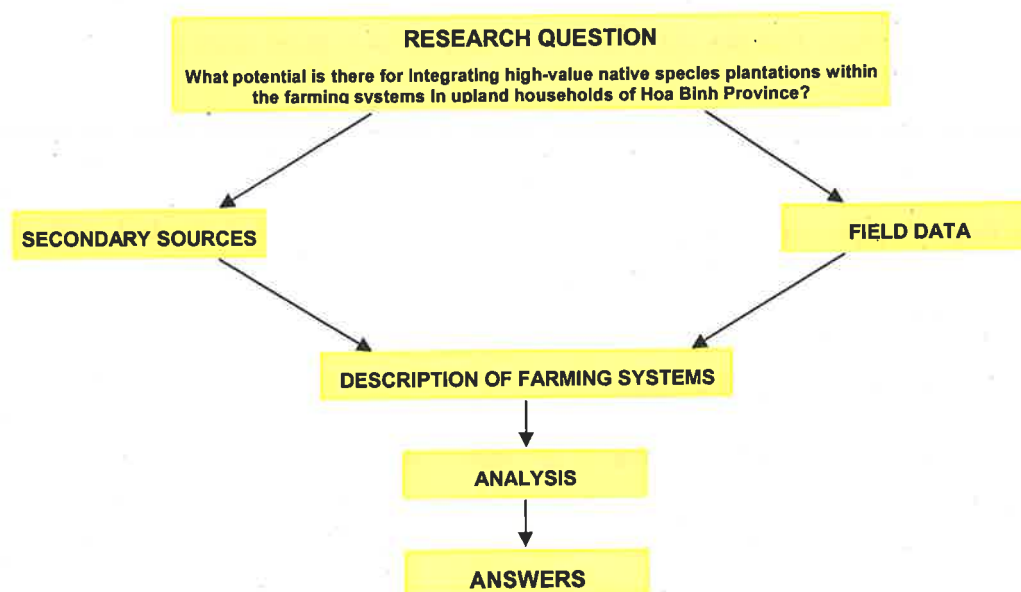 RESEARCH QUESTION
What potential is there for integrating high-value native species plantations within
the farming systems in upland households of Hoa Binh Province?
SECONDARY SOURCES
FIELD DATA
DESCRIPTION OF FARMING SYSTEMS
ANALYSIS
ANSWERS